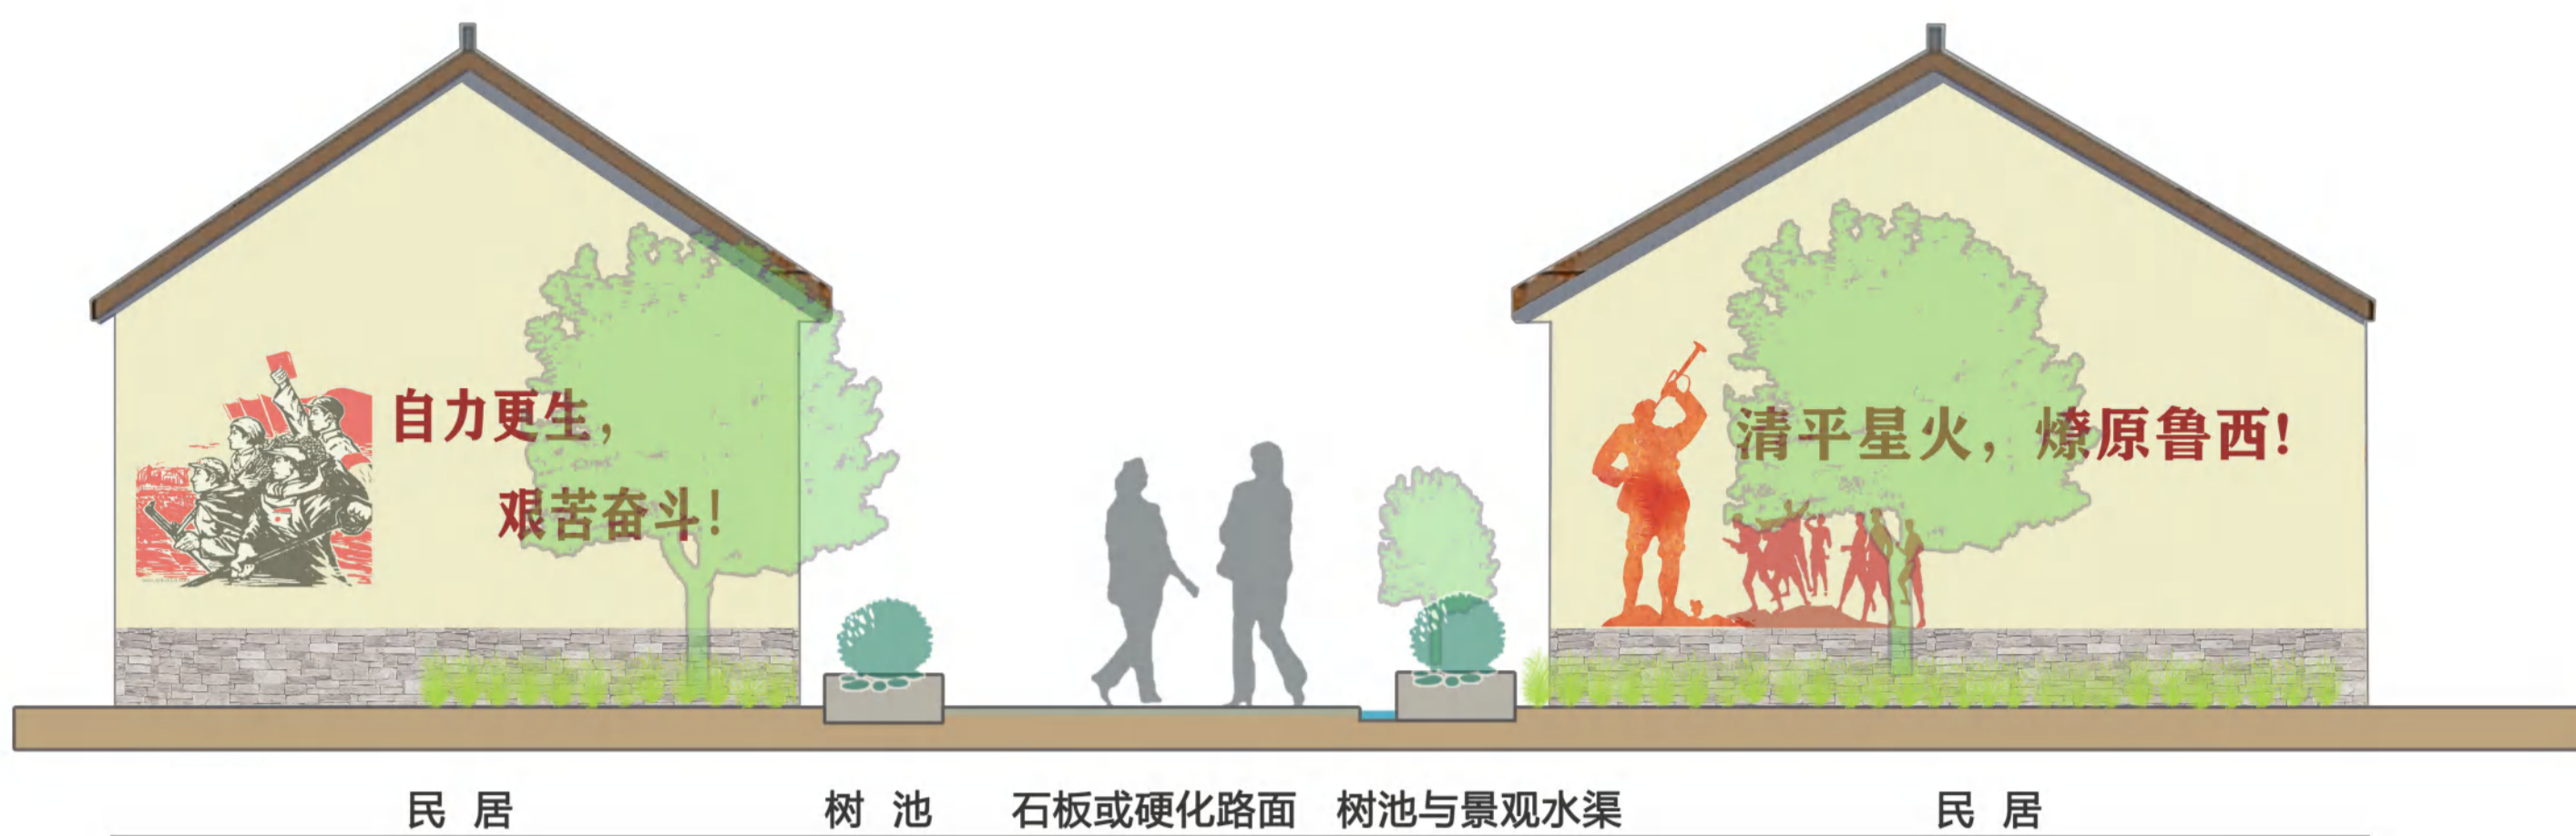 自力更生，
艰苦奋斗！
清平星火，燎原鲁西！
民居
树池
石板或硬化路面
树池与景观水渠
民居